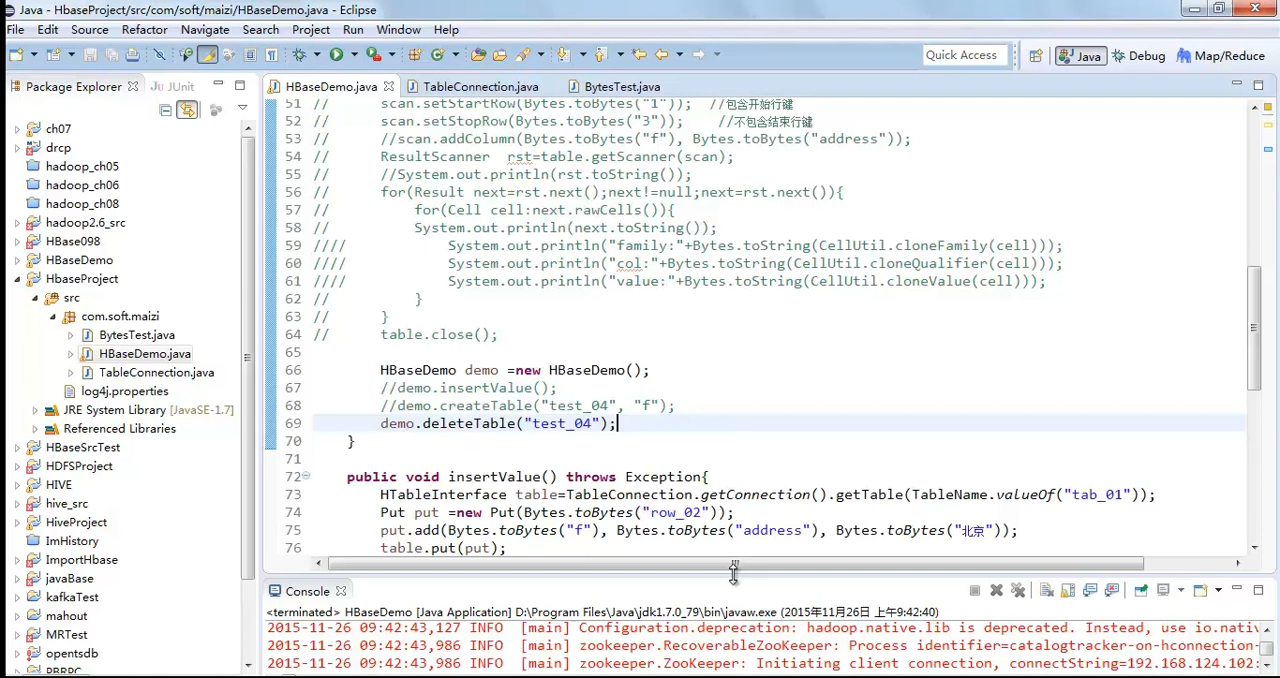 Java - HbaseProject/src/com/soft/maizi/HBaseDemo.java - Eclipse
File Edit Source Refactor Navigate Search Project Run Window Help
Quick Access Java Debug Map/Reduce
Package Explorer JUnit
ch07
drcp
hadoop_ch05
hadoop_ch06
hadoop_ch08
hadoop2.6_src
HBase098
HBaseDemo
HbaseProject
src
com.soft.maizi
BytesTest.java
HBaseDemo.java
TableConnection.java
log4j.properties
JRE System Library [JavaSE-1.7]
Referenced Libraries
HBaseSrcTest
HDFSProject
HIVE
hive_src
HiveProject
ImHistory
ImportHbase
javaBase
kafkaTest
mahout
MRTest
opentsdb
HBaseDemo.java TableConnection.java BytesTest.java
51 // scan.setStartRow(Bytes.toBytes("1")); //包含开始行键
52 // scan.setStopRow(Bytes.toBytes("3")); //不包含结束行键
53 // //scan.addColumn(Bytes.toBytes("f"), Bytes.toBytes("address"));
54 // ResultScanner rst=table.getScanner(scan);
55 // //System.out.println(rst.toString());
56 // for(Result next=rst.next();next!=null;next=rst.next()){
57 // for(Cell cell:next.rawCells()){
58 // System.out.println(next.toString());
59 //// System.out.println("family:"+Bytes.toString(CellUtil.cloneFamily(cell)));
60 //// System.out.println("col:"+Bytes.toString(CellUtil.cloneQualifier(cell)));
61 //// System.out.println("value:"+Bytes.toString(CellUtil.cloneValue(cell)));
62 // }
63 // }
64 // table.close();
65
66 HBaseDemo demo =new HBaseDemo();
67 //demo.insertValue();
68 //demo.createTable("test_04", "f");
69 demo.deleteTable("test_04");
70 }
71
72 public void insertValue() throws Exception{
73 HTableInterface table=TableConnection.getConnection().getTable(TableName.valueOf("tab_01"));
74 Put put =new Put(Bytes.toBytes("row_02"));
75 put.add(Bytes.toBytes("f"), Bytes.toBytes("address"), Bytes.toBytes("北京"));
76 table.put(put);
Console
<terminated> HBaseDemo [Java Application] D:\Program Files\Java\jdk1.7.0_79\bin\javaw.exe (2015年11月26日 上午9:42:40)
2015-11-26 09:42:43,127 INFO [main] Configuration.deprecation: hadoop.native.lib is deprecated. Instead, use io.nativ
2015-11-26 09:42:43,986 INFO [main] zookeeper.RecoverableZooKeeper: Process identifier=catalogtracker-on-hconnection-
2015-11-26 09:42:43,986 INFO [main] zookeeper.ZooKeeper: Initiating client connection, connectString=192.168.124.102: